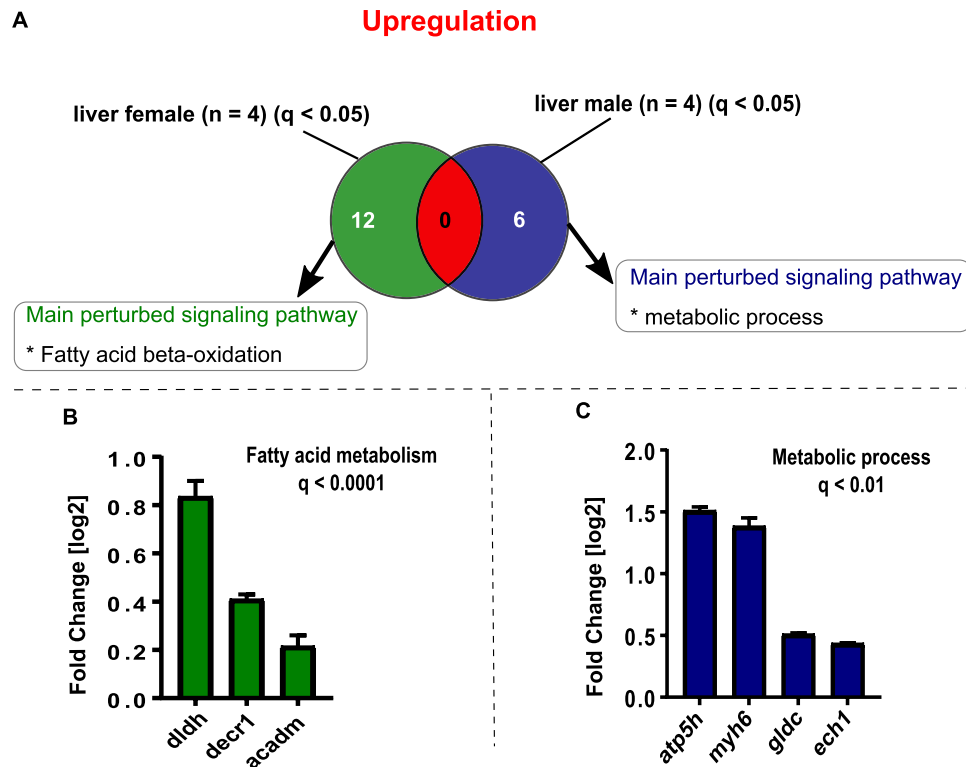 A
Upregulation
liver female (n = 4) (q < 0.05)
liver male (n = 4) (q < 0.05)
12
0
6
Main perturbed signaling pathway
* Fatty acid beta-oxidation
Main perturbed signaling pathway
* metabolic process
B
Fatty acid metabolism
q < 0.0001
Fold Change [log2]
1.0
0.8
0.6
0.4
0.2
0.0
dldh
decr1
acadm
C
Metabolic process
q < 0.01
Fold Change [log2]
2.0
1.5
1.0
0.5
0.0
atp5h
myh6
gldc
ech1